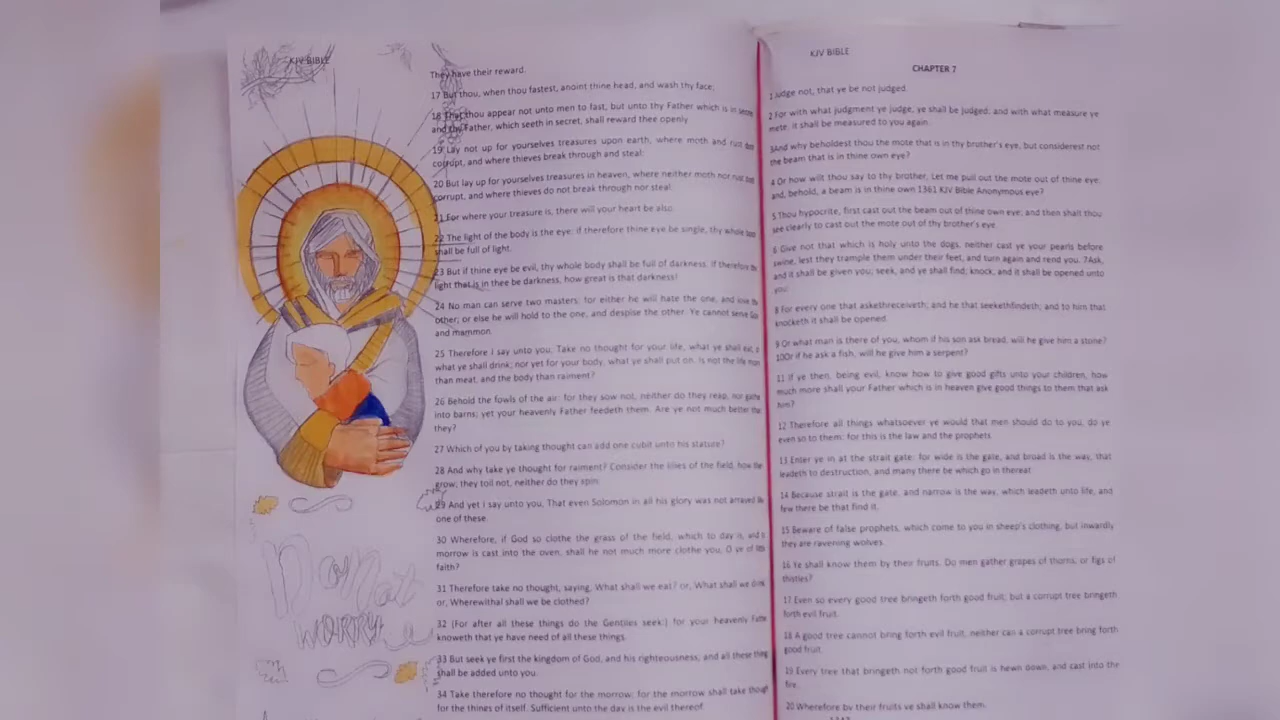 KJV BIBLE
They have their reward.
17 But thou, when thou fastest, anoint thine head, and wash thy face;
18 That thou appear not unto men to fast, but unto thy Father which is in secret
and thy Father, which seeth in secret, shall reward thee openly
19 Lay not up for yourselves treasures upon earth, where moth and rust doth
corrupt, and where thieves break through and steal:
20 But lay up for yourselves treasures in heaven, where neither moth nor rust doth
corrupt, and where thieves do not break through nor steal
21 For where your treasure is, there will your heart be also.
22 The light of the body is the eye: if therefore thine eye be single, thy whole body
shall be full of light.
23 But if thine eye be evil, thy whole body shall be full of darkness. If therefore the
light that is in thee be darkness, how great is that darkness!
24 No man can serve two masters: for either he will hate the one, and love the
other; or else he will hold to the one, and despise the other. Ye cannot serve God
and mammon.
25 Therefore I say unto you, Take no thought for your life, what ye shall eat, o
what ye shall drink; nor yet for your body, what ye shall put on. Is not the life more
than meat, and the body than raiment?
26 Behold the fowls of the air: for they sow not, neither do they reap, nor gathe
into barns; yet your heavenly Father feedeth them. Are ye not much better tha
they?
27 Which of you by taking thought can add one cubit unto his stature?
28 And why take ye thought for raiment? Consider the lilies of the field, how the
grow; they toil not, neither do they spin:
29 And yet i say unto you, That even Solomon in all his glory was not arrayed like
one of these.
30 Wherefore, if God so clothe the grass of the field, which to day is, and t
morrow is cast into the oven, shall he not much more clothe you, O ye of little
faith?
31 Therefore take no thought, saying, What shall we eat? or, What shall we drink
or, Wherewithal shall we be clothed?
32 (For after all these things do the Gentiles seek:) for your heavenly Fathe
knoweth that ye have need of all these things.
33 But seek ye first the kingdom of God, and his righteousness; and all these thing
shall be added unto you.
34 Take therefore no thought for the morrow: for the morrow shall take though
for the things of itself. Sufficient unto the day is the evil thereof.
Do not
worry
KJV BIBLE
CHAPTER 7
1 Judge not, that ye be not judged.
2 For with what judgment ye judge, ye shall be judged: and with what measure ye
mete, it shall be measured to you again.
3And why beholdest thou the mote that is in thy brother's eye, but considerest not
the beam that is in thine own eye?
4 Or how wilt thou say to thy brother, Let me pull out the mote out of thine eye;
and, behold, a beam is in thine own 1361 KJV Bible Anonymous eye?
5 Thou hypocrite, first cast out the beam out of thine own eye; and then shalt thou
see clearly to cast out the mote out of thy brother's eye
6 Give not that which is holy unto the dogs, neither cast ye your pearls before
swine, lest they trample them under their feet, and turn again and rend you. 7Ask,
and it shall be given you; seek, and ye shall find; knock, and it shall be opened unto
you:
8 For every one that askethreceiveth; and he that seekethfindeth; and to him that
knocketh it shall be opened.
9 Or what man is there of you, whom if his son ask bread, will he give him a stone?
10Or if he ask a fish, will he give him a serpent?
11 If ye then, being evil, know how to give good gifts unto your children, how
much more shall your Father which is in heaven give good things to them that ask
him?
12 Therefore all things whatsoever ye would that men should do to you, do ye
even so to them: for this is the law and the prophets.
13 Enter ye in at the strait gate: for wide is the gate, and broad is the way, that
leadeth to destruction, and many there be which go in thereat
14 Because strait is the gate, and narrow is the way, which leadeth unto life, and
few there be that find it.
15 Beware of false prophets, which come to you in sheep's clothing, but inwardly
they are ravening wolves.
16 Ye shall know them by their fruits. Do men gather grapes of thorns, or figs of
thistles?
17 Even so every good tree bringeth forth good fruit; but a corrupt tree bringeth
forth evil fruit.
18 A good tree cannot bring forth evil fruit, neither can a corrupt tree bring forth
good fruit.
19 Every tree that bringeth not forth good fruit is hewn down, and cast into the
fire.
20 Wherefore by their fruits ye shall know them.